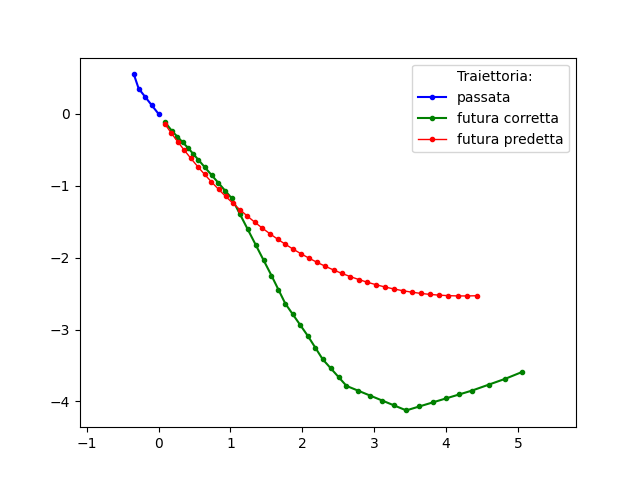 Traiettoria:
passata
futura corretta
futura predetta
0
−1
−2
−3
−4
−1 0 1 2 3 4 5